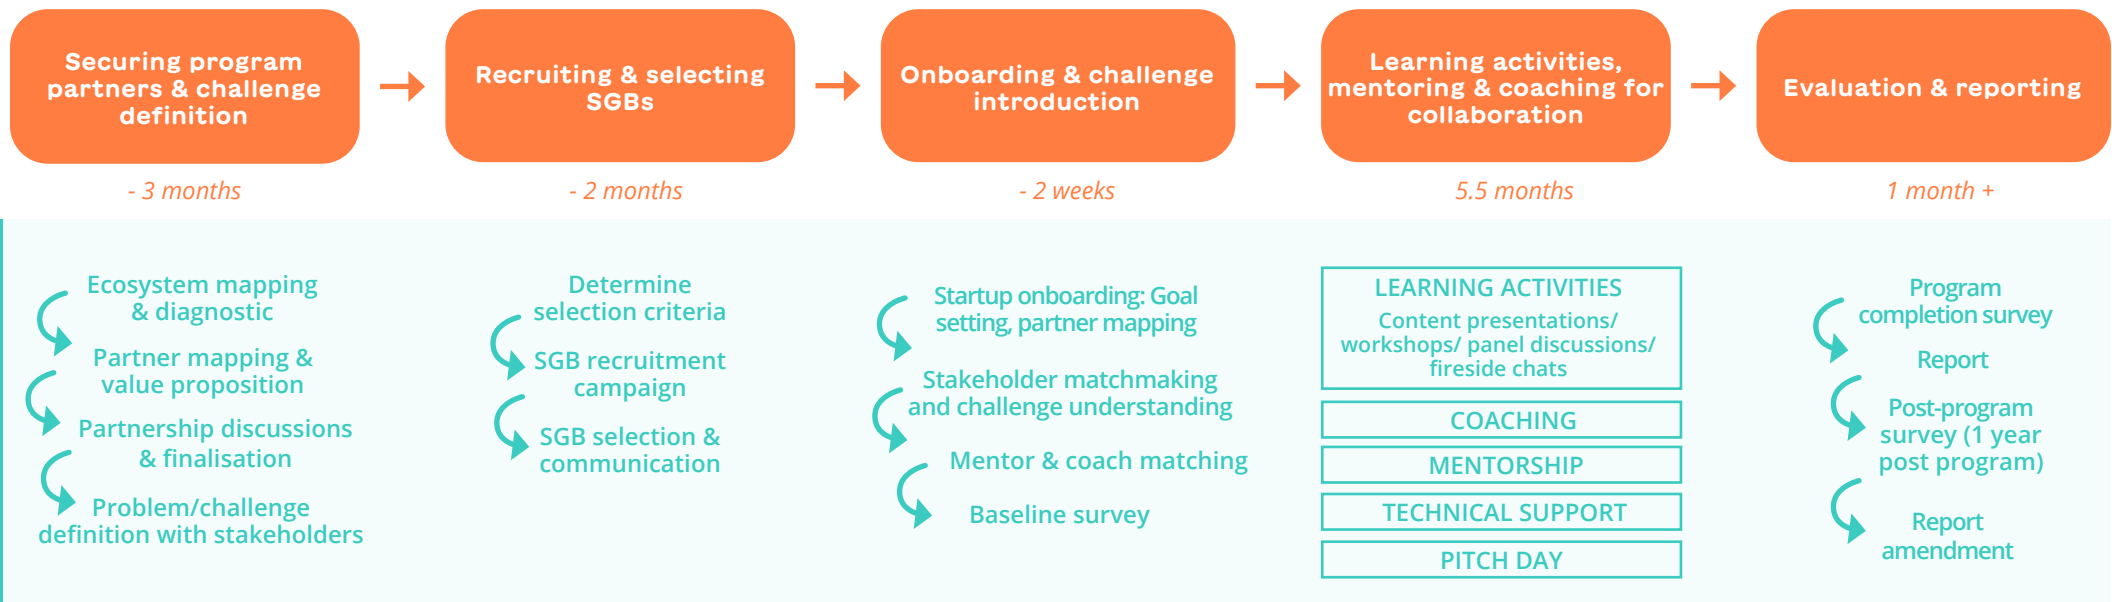 Securing program
partners & challenge
definition
Recruiting & selecting
SGBs
Onboarding & challenge
introduction
Learning activities,
mentoring & coaching for
collaboration
Evaluation & reporting
- 3 months
- 2 months
- 2 weeks
5.5 months
1 month +
Ecosystem mapping
& diagnostic
Partner mapping &
value proposition
Partnership discussions
& finalisation
Problem/challenge
definition with stakeholders
Determine
selection criteria
SGB recruitment
campaign
SGB selection &
communication
Startup onboarding: Goal
setting, partner mapping
Stakeholder matchmaking
and challenge understanding
Mentor & coach matching
Baseline survey
LEARNING ACTIVITIES
Content presentations/
workshops/ panel discussions/
fireside chats
COACHING
MENTORSHIP
TECHNICAL SUPPORT
PITCH DAY
Program
completion survey
Report
Post-program
survey (1 year
post program)
Report
amendment